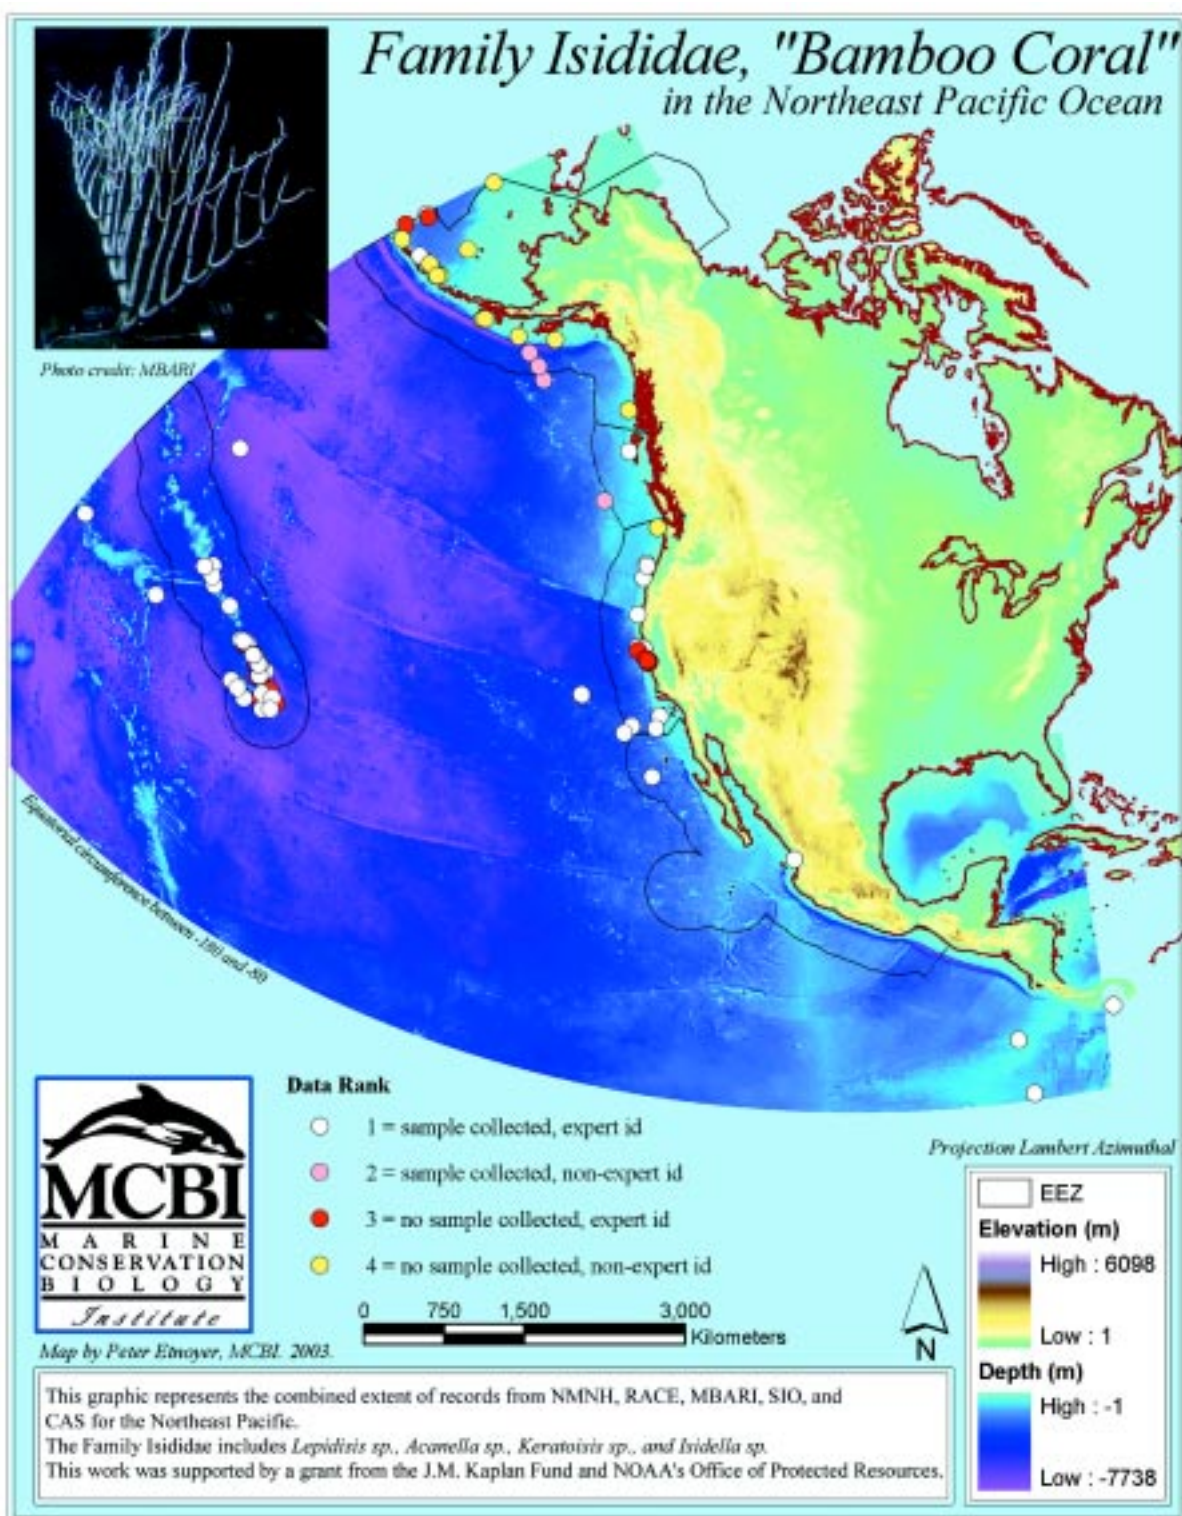 Family Isididae, "Bamboo Coral"
in the Northeast Pacific Ocean
Photo credit: MBARI
Equatorial circumference between -180 and -80
Data Rank
1 = sample collected, expert id
2 = sample collected, non-expert id
3 = no sample collected, expert id
4 = no sample collected, non-expert id
0 750 1,500 3,000
Kilometers
N
MCBI
MARINE
CONSERVATION
BIOLOGY
Institute
Map by Peter Etnoyer, MCBI. 2003.
Projection Lambert Azimuthal
EEZ
Elevation (m)
High : 6098
Low : 1
Depth (m)
High : -1
Low : -7738
This graphic represents the combined extent of records from NMNH, RACE, MBARI, SIO, and
CAS for the Northeast Pacific.
The Family Isididae includes Lepidisis sp., Acanella sp., Keratoisis sp., and Isidella sp.
This work was supported by a grant from the J.M. Kaplan Fund and NOAA's Office of Protected Resources.